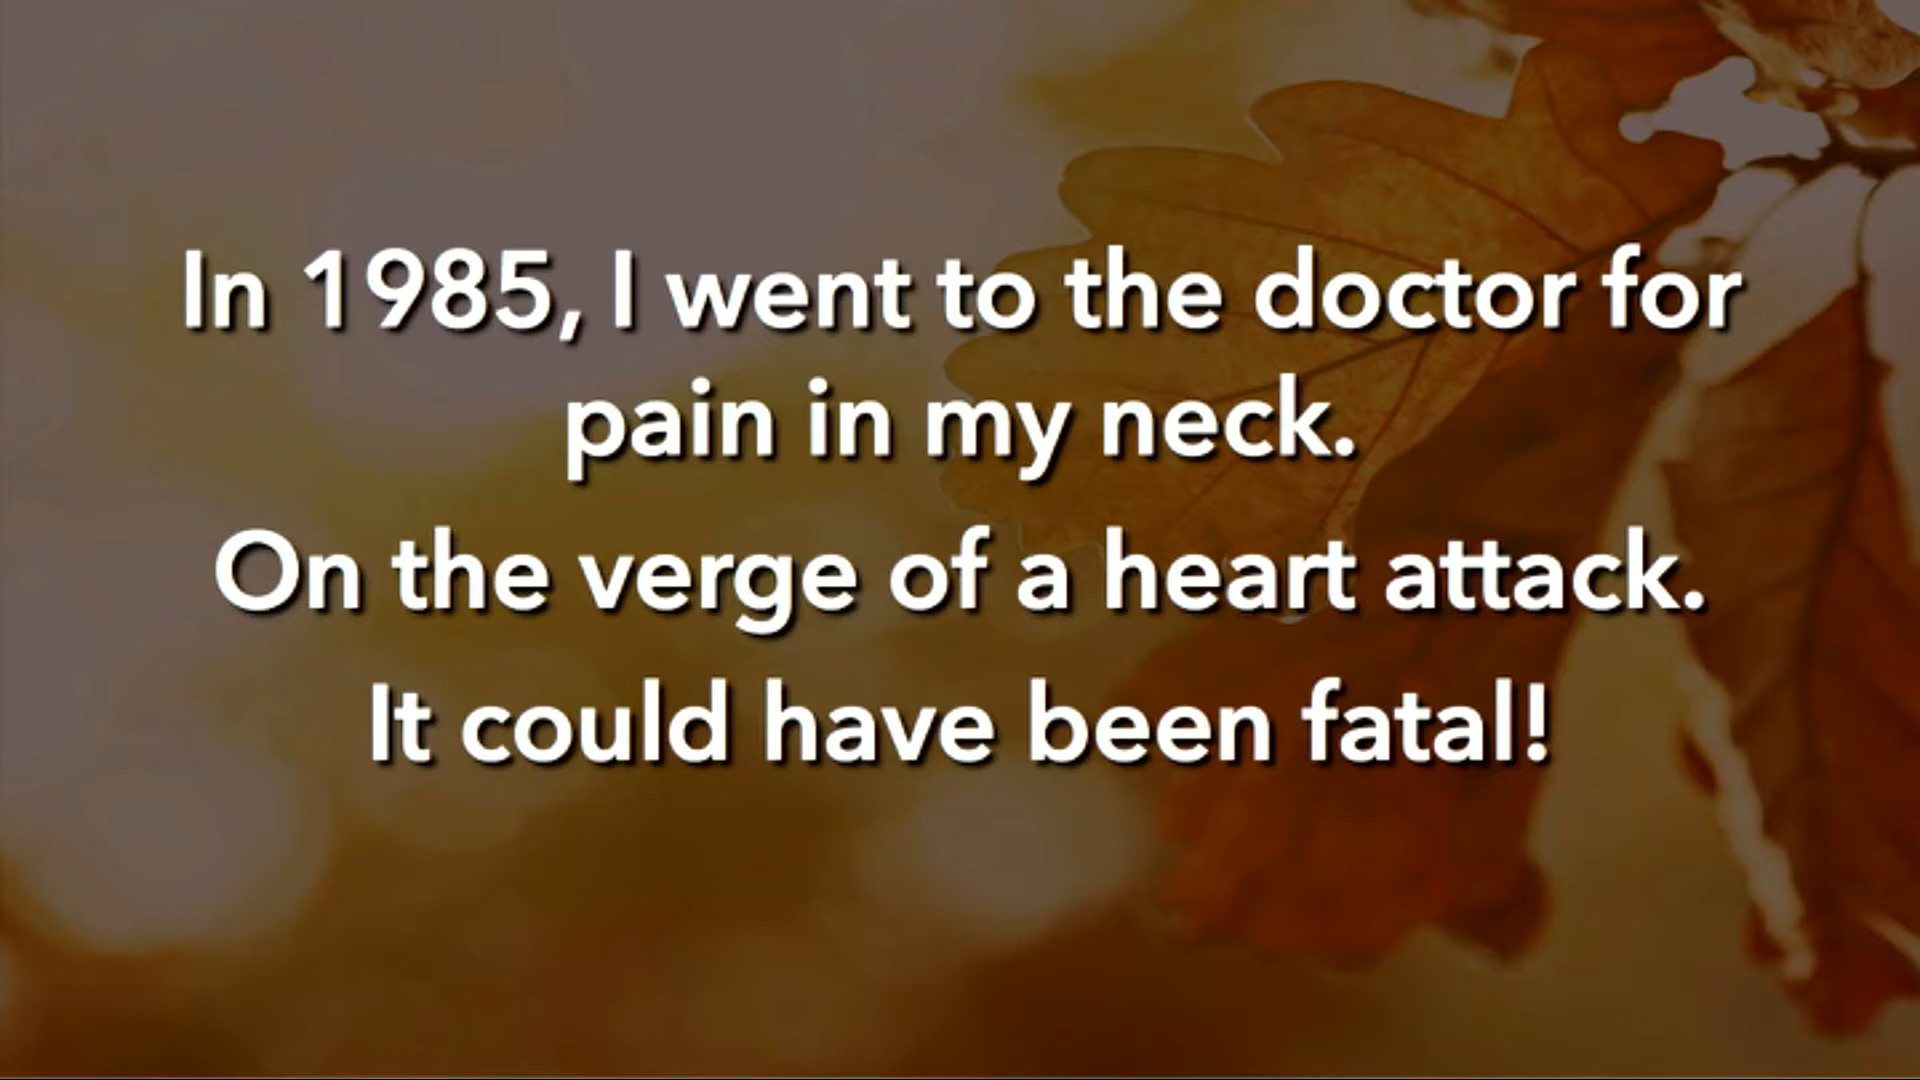 In 1985, I went to the doctor for
pain in my neck.
On the verge of a heart attack.
It could have been fatal!